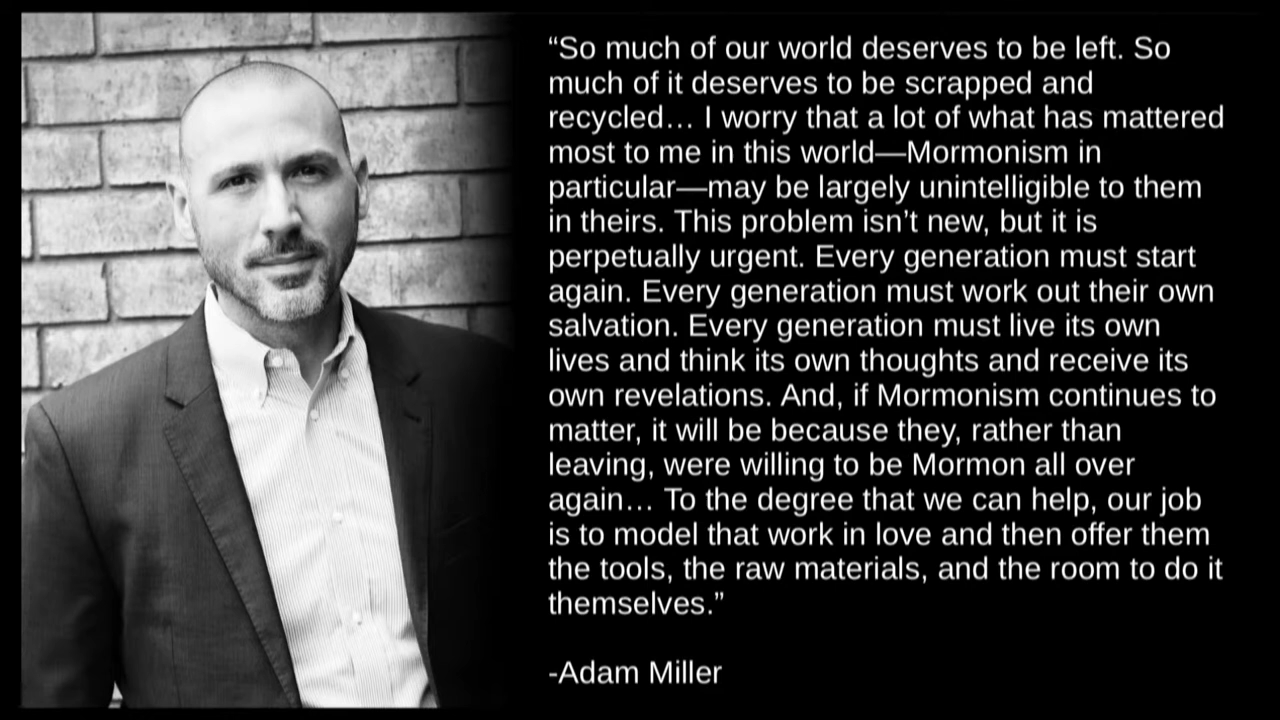 “So much of our world deserves to be left. So
much of it deserves to be scrapped and
recycled… I worry that a lot of what has mattered
most to me in this world—Mormonism in
particular—may be largely unintelligible to them
in theirs. This problem isn’t new, but it is
perpetually urgent. Every generation must start
again. Every generation must work out their own
salvation. Every generation must live its own
lives and think its own thoughts and receive its
own revelations. And, if Mormonism continues to
matter, it will be because they, rather than
leaving, were willing to be Mormon all over
again… To the degree that we can help, our job
is to model that work in love and then offer them
the tools, the raw materials, and the room to do it
themselves.”
-Adam Miller